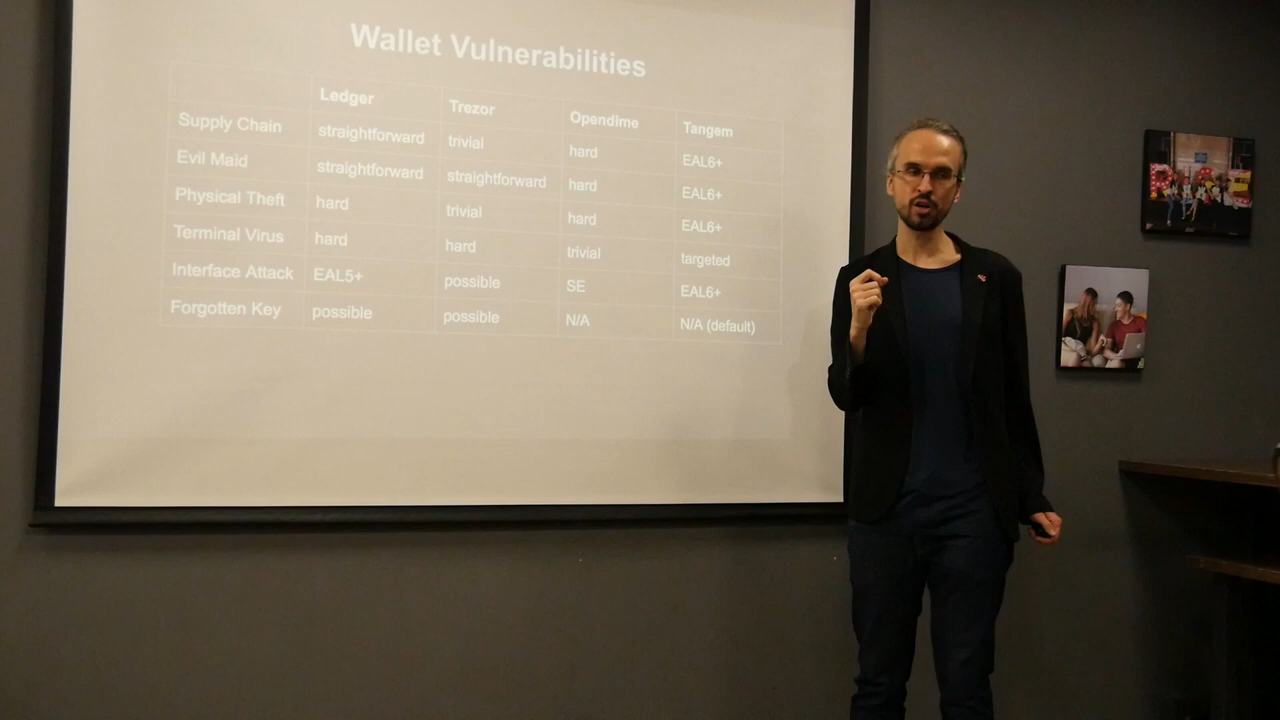 Wallet Vulnerabilities
Ledger Trezor Opendime Tangem
Supply Chain straightforward trivial hard EAL6+
Evil Maid straightforward straightforward hard EAL6+
Physical Theft hard trivial hard EAL6+
Terminal Virus hard hard trivial targeted
Interface Attack EAL5+ possible SE EAL6+
Forgotten Key possible possible N/A N/A (default)